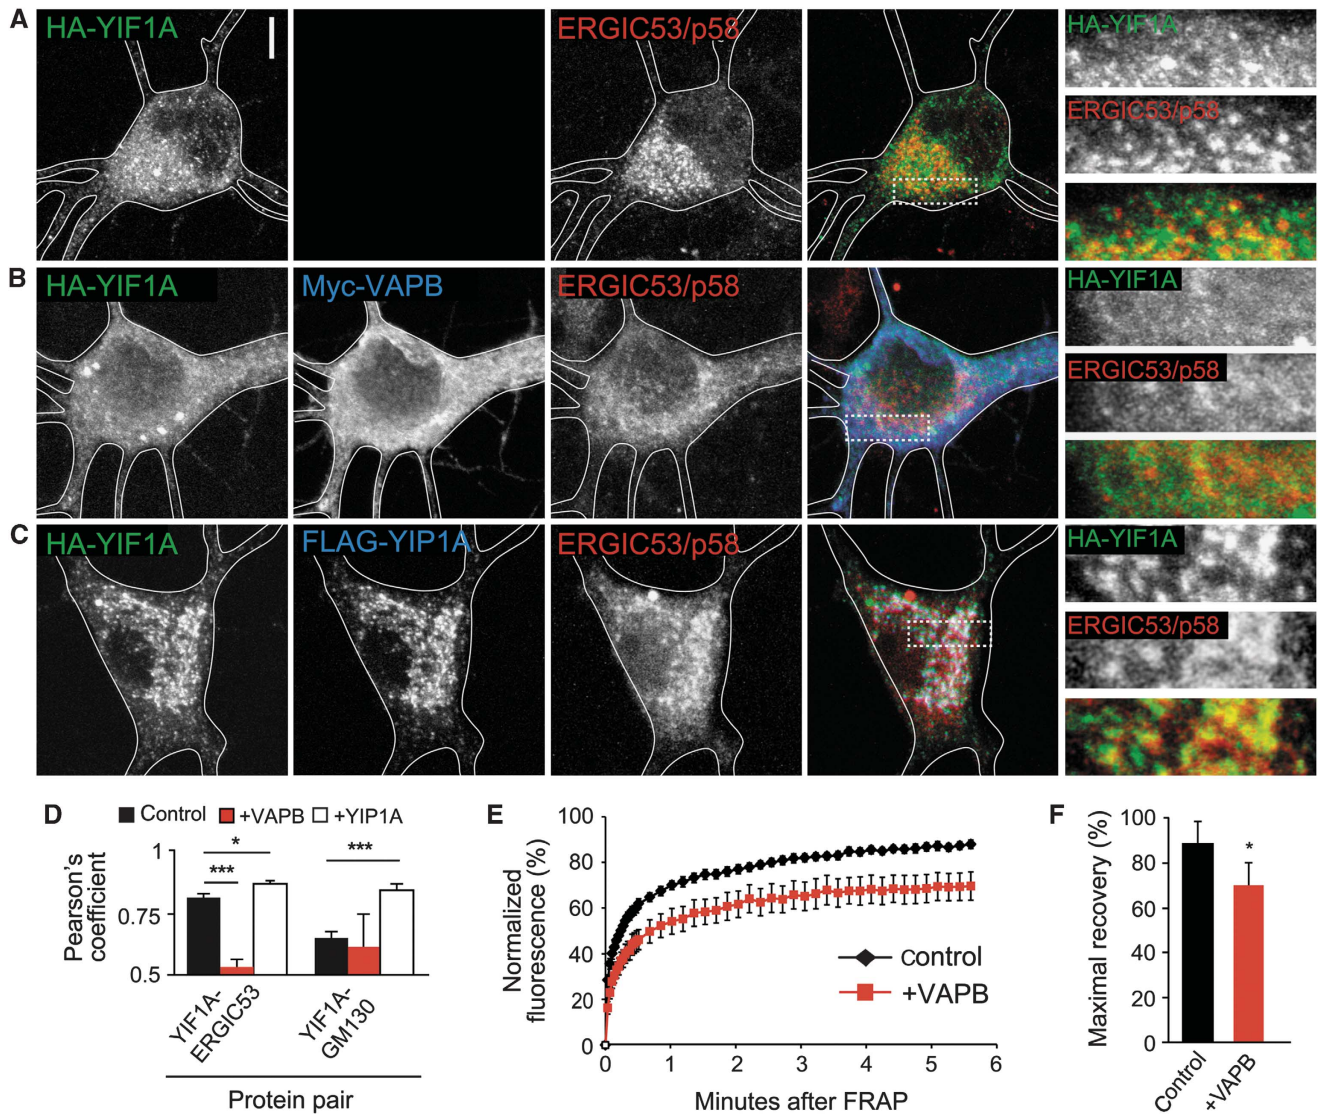 A
HA-YIF1A
ERGIC53/p58
HA-YIF1A
ERGIC53/p58
B
HA-YIF1A
Myc-VAPB
ERGIC53/p58
HA-YIF1A
ERGIC53/p58
C
HA-YIF1A
FLAG-YIP1A
ERGIC53/p58
HA-YIF1A
ERGIC53/p58
D
Control
+VAPB
+YIP1A
Pearson's
coefficient
1
0.75
0.5
***
*
***
YIF1A-
ERGIC53
YIF1A-
GM130
Protein pair
E
Normalized
fluorescence (%)
100
80
60
40
20
0
0
1
2
3
4
5
6
Control
+VAPB
Minutes after FRAP
F
Maximal recovery (%)
100
80
60
40
20
0
*
Control
+VAPB